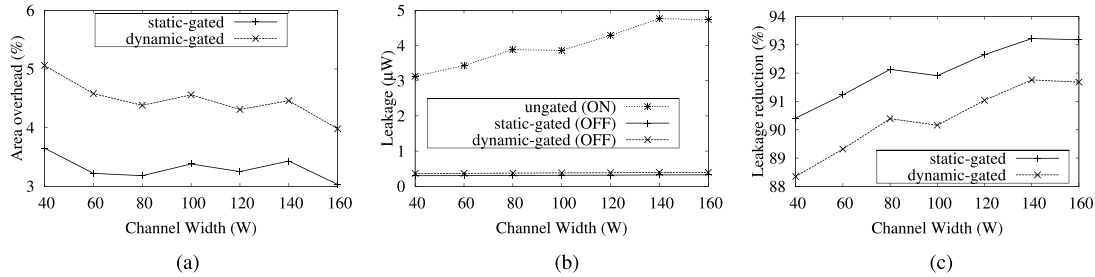 6
5
4
3
Area overhead (%)
static-gated
dynamic-gated
40 60 80 100 120 140 160
Channel Width (W)
(a)
5
4
3
2
1
0
Leakage (µW)
ungated (ON)
static-gated (OFF)
dynamic-gated (OFF)
40 60 80 100 120 140 160
Channel Width (W)
(b)
94
93
92
91
90
89
88
Leakage reduction (%)
static-gated
dynamic-gated
40 60 80 100 120 140 160
Channel Width (W)
(c)